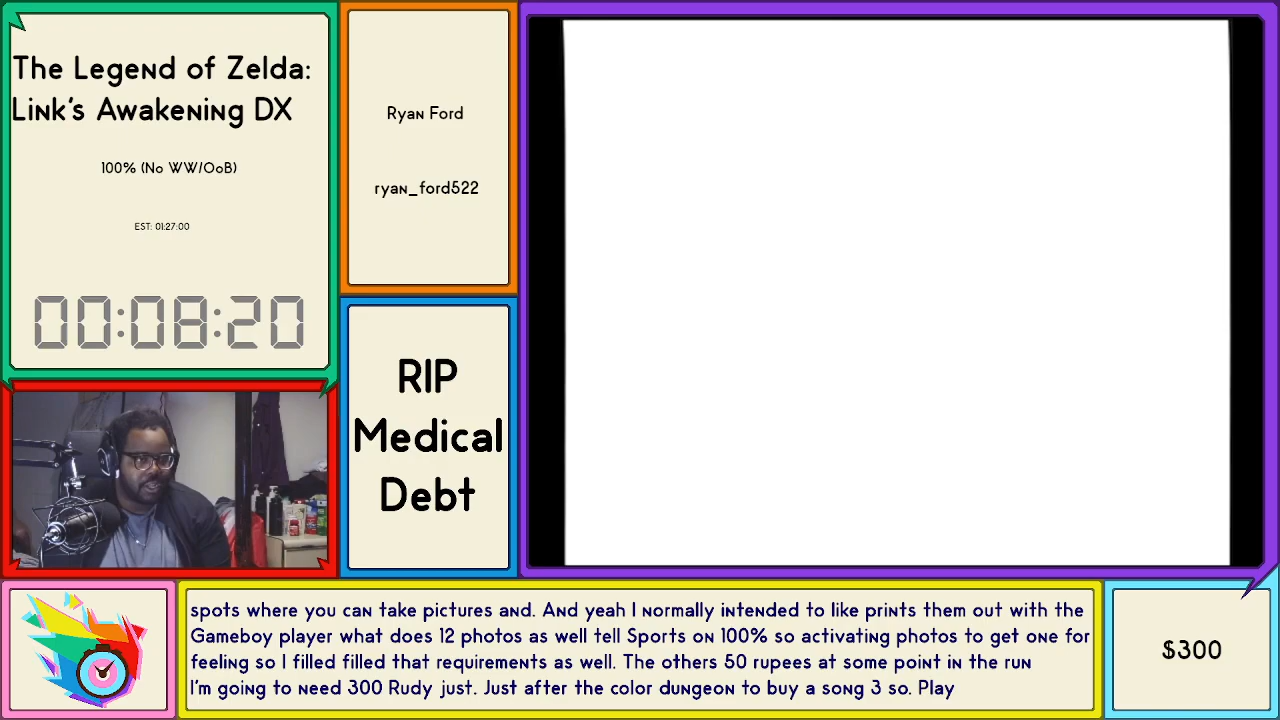 The Legend of Zelda:
Link's Awakening DX
100% (No WW/OoB)
EST: 01:27:00
00:08:20
Ryan Ford
ryan_ford522
RIP
Medical
Debt
spots where you can take pictures and. And yeah I normally intended to like prints them out with the
Gameboy player what does 12 photos as well tell Sports on 100% so activating photos to get one for
feeling so I filled filled that requirements as well. The others 50 rupees at some point in the run
I'm going to need 300 Rudy just. Just after the color dungeon to buy a song 3 so. Play
$300